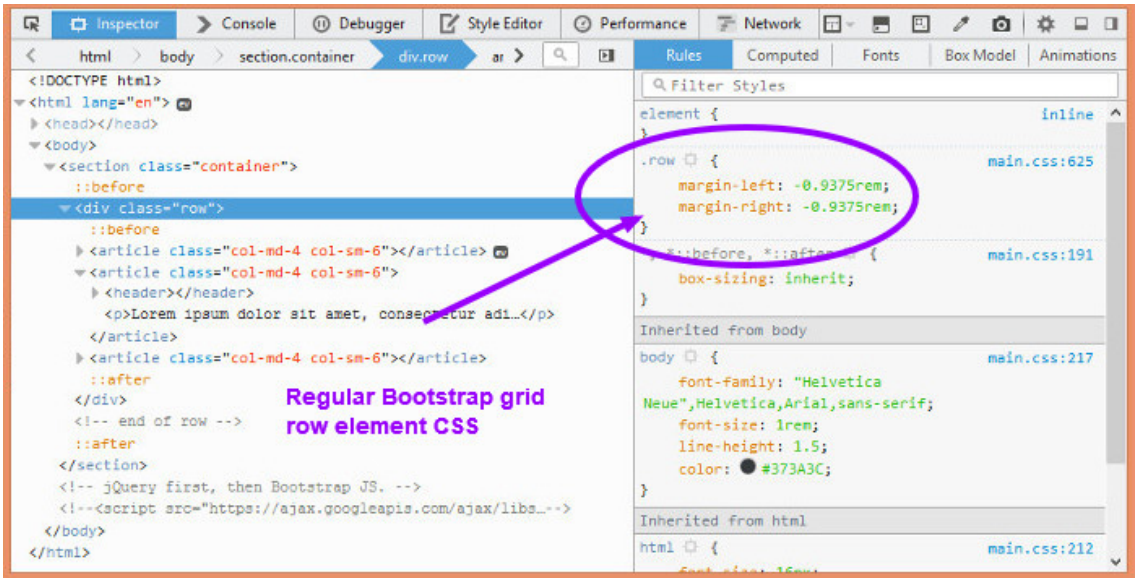 Inspector Console Debugger Style Editor Performance Network
html body section.container div.row ar
Rules Computed Fonts Box Model Animations
<!DOCTYPE html>
<html lang="en"> ev
<head></head>
<body>
<section class="container">
::before
<div class="row">
::before
<article class="col-md-4 col-sm-6"></article> ev
<article class="col-md-4 col-sm-6">
<header></header>
<p>Lorem ipsum dolor sit amet, consectetur adi…</p>
</article>
<article class="col-md-4 col-sm-6"></article>
::after
</div>
<!-- end of row -->
::after
</section>
<!-- jQuery first, then Bootstrap JS. -->
<!--<script src="https://ajax.googleapis.com/ajax/libs…-->
</body>
</html>
Regular Bootstrap grid
row element CSS
Filter Styles
element { inline
}
.row { main.css:625
margin-left: -0.9375rem;
margin-right: -0.9375rem;
}
*::before, *::after { main.css:191
box-sizing: inherit;
}
Inherited from body
body { main.css:217
font-family: "Helvetica
Neue",Helvetica,Arial,sans-serif;
font-size: 1rem;
line-height: 1.5;
color: #373A3C;
}
Inherited from html
html { main.css:212
font-size: 16px;